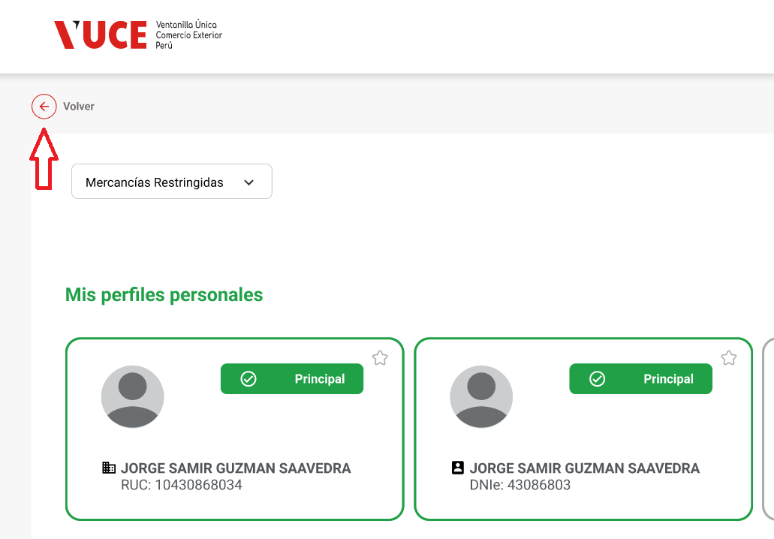 VUCE
Ventanilla Única
Comercio Exterior
Perú
Volver
Mercancías Restringidas
Mis perfiles personales
Principal
JORGE SAMIR GUZMAN SAAVEDRA
RUC: 10430868034
Principal
JORGE SAMIR GUZMAN SAAVEDRA
DNIe: 43086803